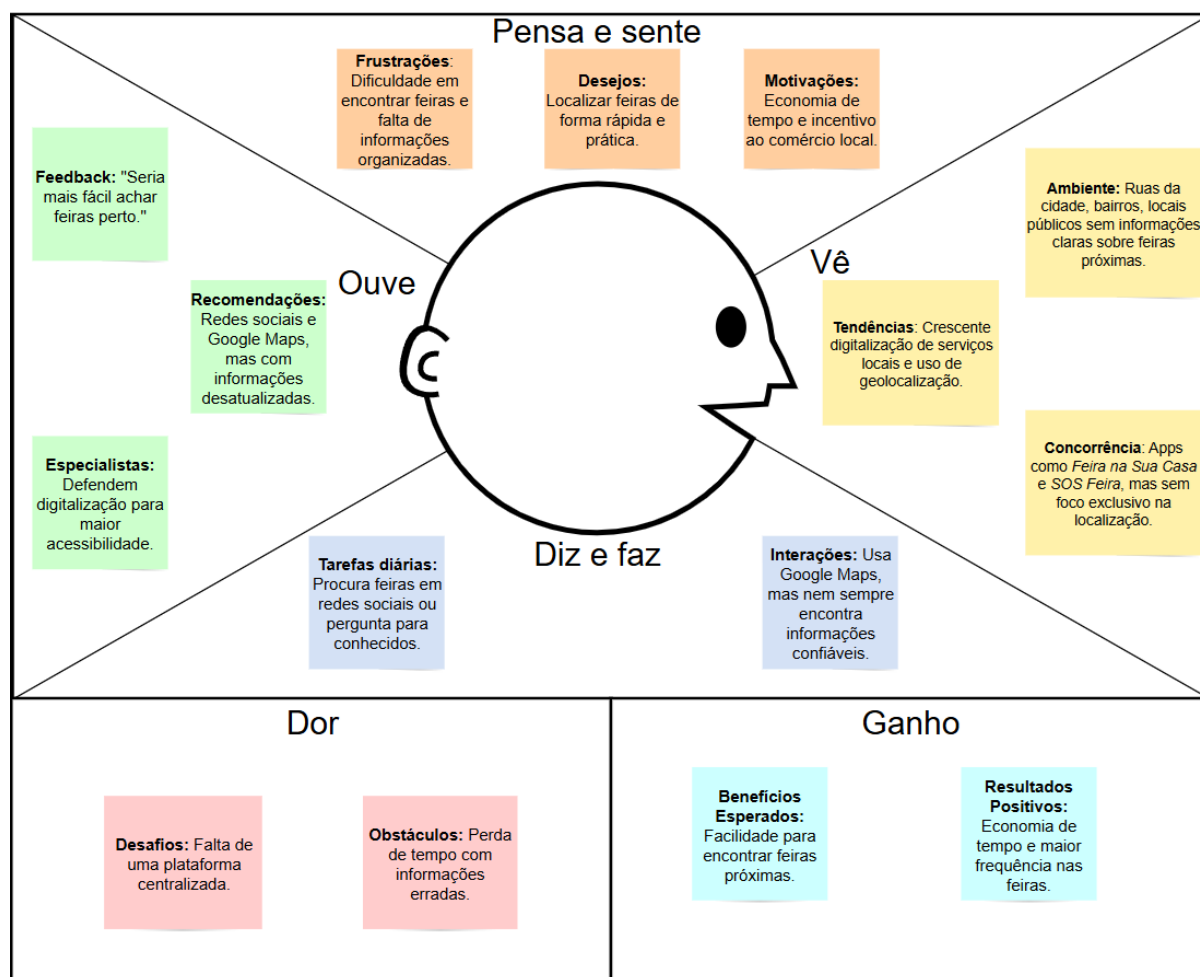 Pensa e sente
Frustrações:
Dificuldade em
encontrar feiras e
falta de
informações
organizadas.
Desejos:
Localizar feiras de
forma rápida e
prática.
Motivações:
Economia de
tempo e incentivo
ao comércio local.
Ouve
Feedback: "Seria
mais fácil achar
feiras perto."
Recomendações:
Redes sociais e
Google Maps,
mas com
informações
desatualizadas.
Especialistas:
Defendem
digitalização para
maior
acessibilidade.
Vê
Ambiente: Ruas da
cidade, bairros, locais
públicos sem informações
claras sobre feiras
próximas.
Tendências: Crescente
digitalização de serviços
locais e uso de
geolocalização.
Concorrência: Apps
como Feira na Sua Casa
e SOS Feira, mas sem
foco exclusivo na
localização.
Diz e faz
Tarefas diárias:
Procura feiras em
redes sociais ou
pergunta para
conhecidos.
Interações: Usa
Google Maps,
mas nem sempre
encontra
informações
confiáveis.
Dor
Desafios: Falta de
uma plataforma
centralizada.
Obstáculos: Perda
de tempo com
informações
erradas.
Ganho
Benefícios
Esperados:
Facilidade para
encontrar feiras
próximas.
Resultados
Positivos:
Economia de
tempo e maior
frequência nas
feiras.